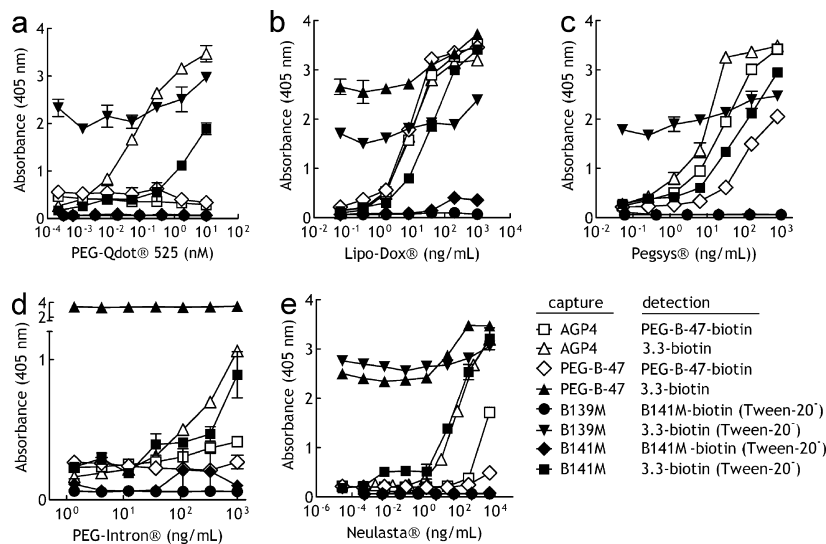 a
4
3
2
1
0
Absorbance (405 nm)
10-4 10-3 10-2 10-1 100 101 102
PEG-Qdot® 525 (nM)
b
4
3
2
1
0
Absorbance (405 nm)
10-2 10-1 100 101 102 103 104
Lipo-Dox® (ng/mL)
c
4
3
2
1
0
Absorbance (405 nm)
10-2 10-1 100 101 102 103
Pegsys® (ng/mL))
d
4
2
1
0
Absorbance (405 nm)
100 101 102 103
PEG-Intron® (ng/mL)
e
4
3
2
1
0
Absorbance (405 nm)
10-6 10-4 10-2 100 102 104
Neulasta® (ng/mL)
capture detection
AGP4 PEG-B-47-biotin
AGP4 3.3-biotin
PEG-B-47 PEG-B-47-biotin
PEG-B-47 3.3-biotin
B139M B141M-biotin (Tween-20-)
B139M 3.3-biotin (Tween-20-)
B141M B141M-biotin (Tween-20-)
B141M 3.3-biotin (Tween-20-)